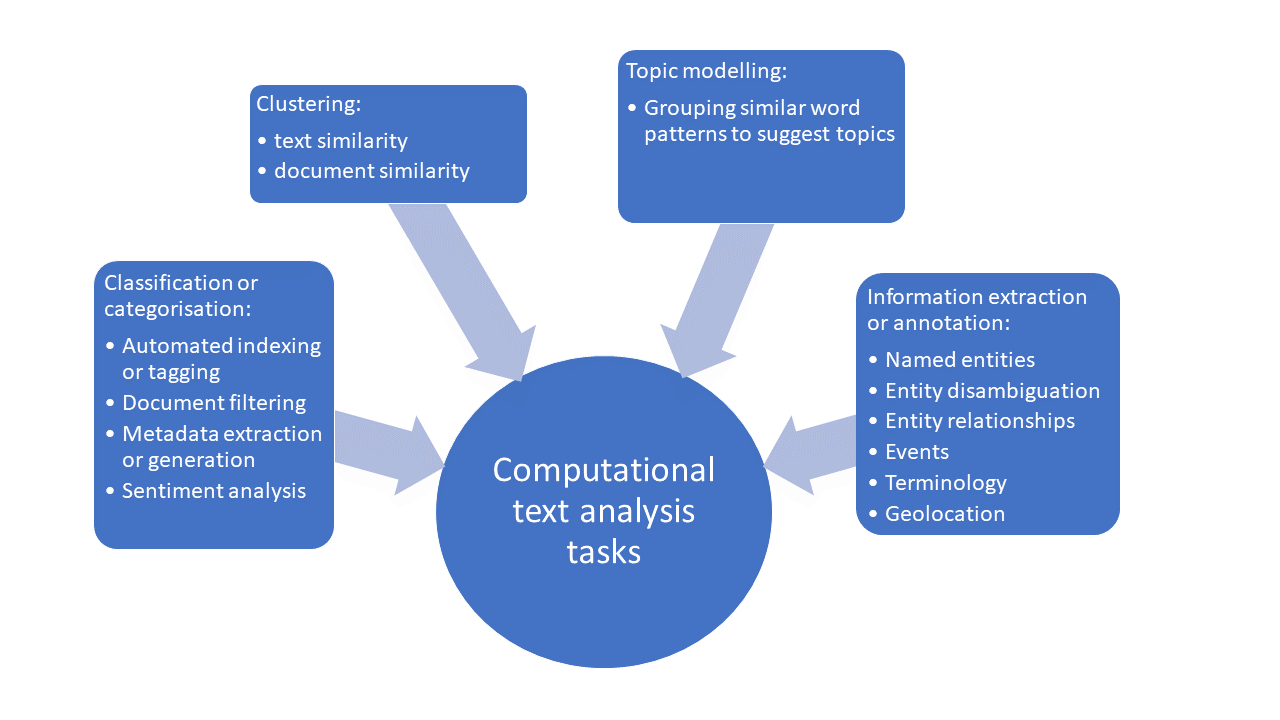 Clustering:
• text similarity
• document similarity
Topic modelling:
• Grouping similar word
patterns to suggest topics
Classification or
categorisation:
• Automated indexing
or tagging
• Document filtering
• Metadata extraction
or generation
• Sentiment analysis
Information extraction
or annotation:
• Named entities
• Entity disambiguation
• Entity relationships
• Events
• Terminology
• Geolocation
Computational
text analysis
tasks